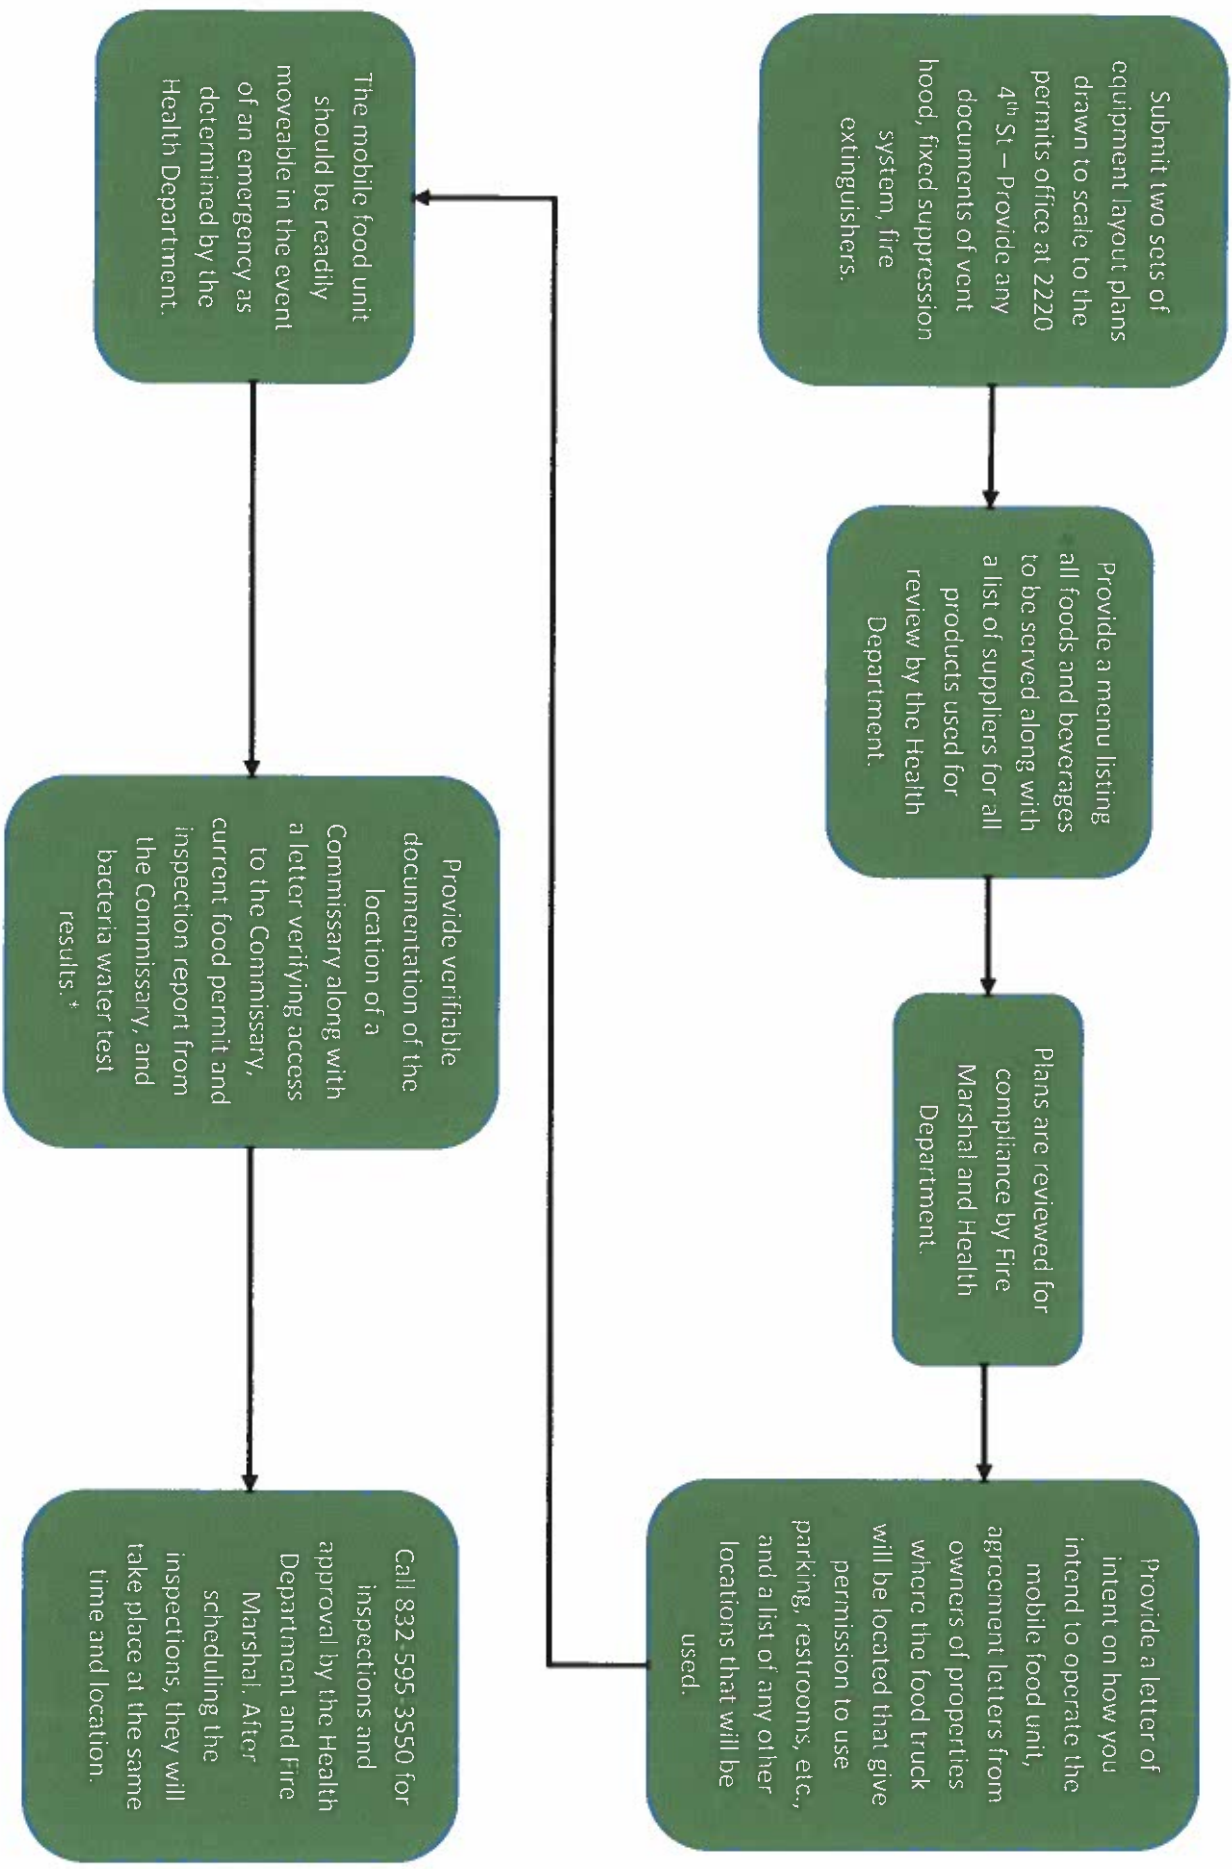 Submit two sets of
equipment layout plans
drawn to scale to the
permits office at 2220
4th St – Provide any
documents of vent
hood, fixed suppression
system, fire
extinguishers.
Provide a menu listing
all foods and beverages
to be served along with
a list of suppliers for all
products used for
review by the Health
Department.
Plans are reviewed for
compliance by Fire
Marshal and Health
Department.
Provide a letter of
intent on how you
intend to operate the
mobile food unit,
agreement letters from
owners of properties
where the food truck
will be located that give
permission to use
parking, restrooms, etc.,
and a list of any other
locations that will be
used.
The mobile food unit
should be readily
moveable in the event
of an emergency as
determined by the
Health Department.
Provide verifiable
documentation of the
location of a
Commissary along with
a letter verifying access
to the Commissary,
current food permit and
inspection report from
the Commissary, and
bacteria water test
results.*
Call 832-595-3550 for
inspections and
approval by the Health
Department and Fire
Marshal. After
scheduling the
inspections, they will
take place at the same
time and location.